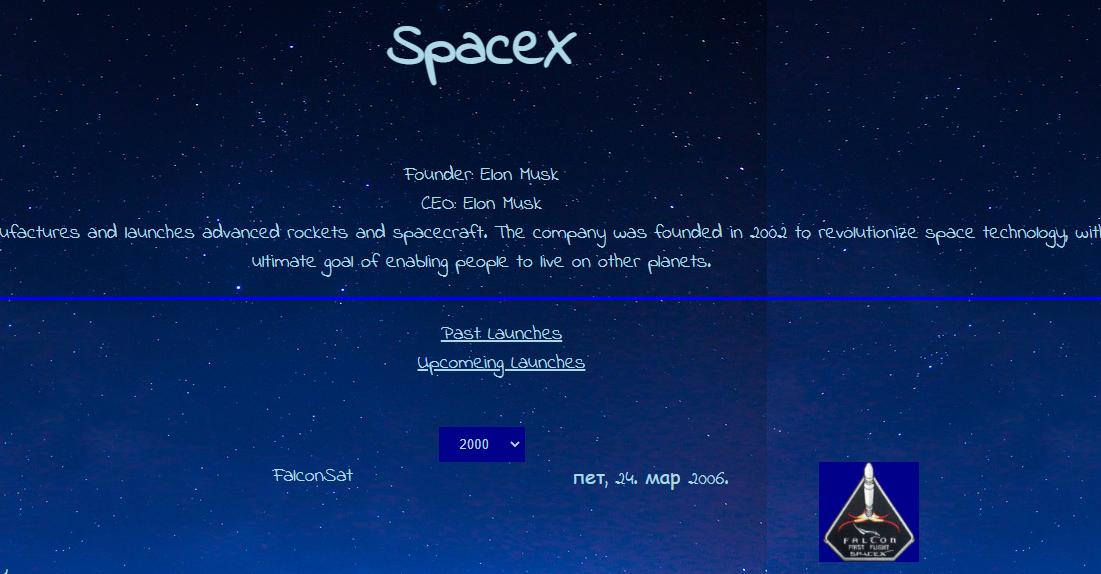 SpaceX
Founder: Elon Musk
CEO: Elon Musk
ufactures and launches advanced rockets and spacecraft. The company was founded in 2002 to revolutionize space technology, with
ultimate goal of enabling people to live on other planets.
Past Launches
Upcomeing Launches
2000
FalconSat
пет, 24. мар 2006.
FALCON
FIRST FLIGHT
SPACEX